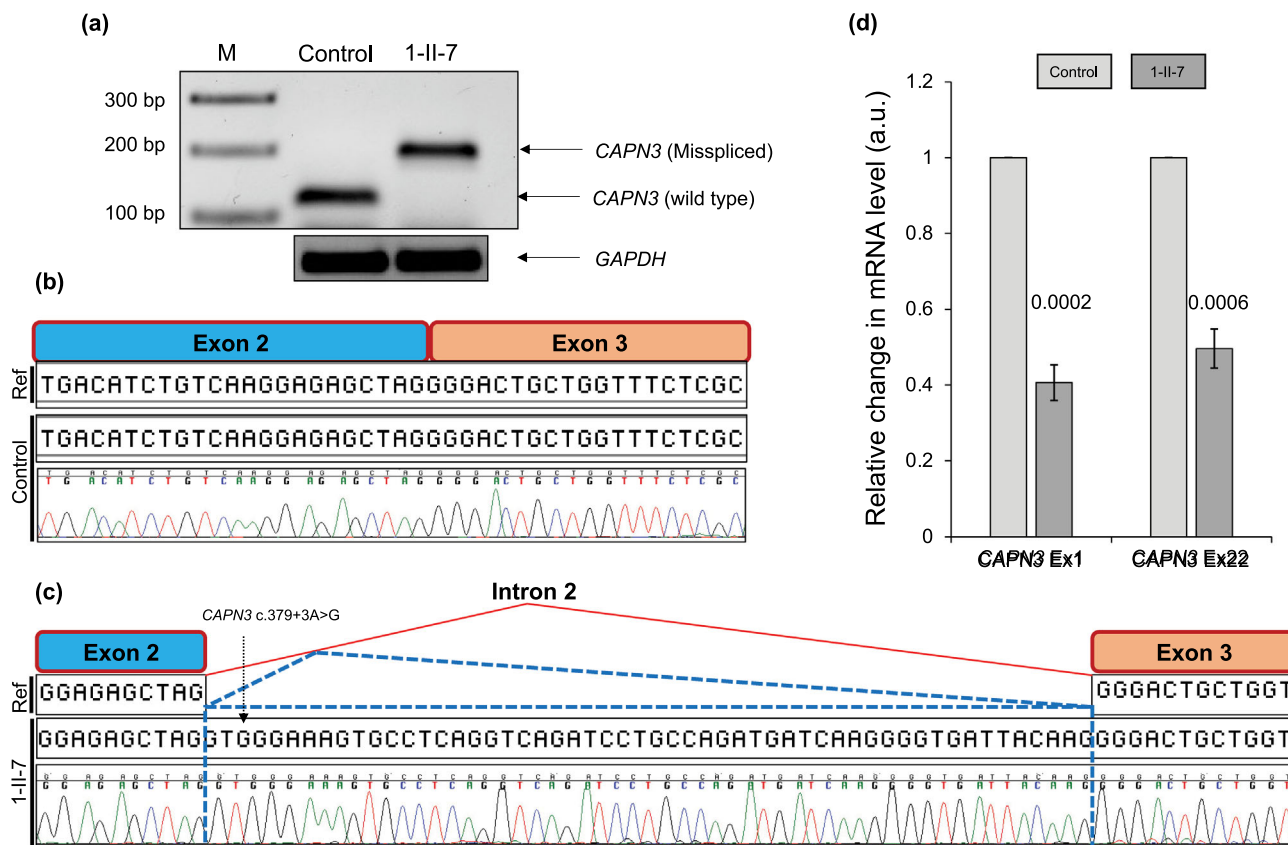 (a)
M Control 1-II-7
300 bp
200 bp
100 bp
CAPN3 (Misspliced)
CAPN3 (wild type)
GAPDH
(b)
Exon 2 Exon 3
Ref
TGACATCTGTCAAGGAGAGCTAGGGGACTGCTGGTTTCTCGC
Control
TGACATCTGTCAAGGAGAGCTAGGGGACTGCTGGTTTCTCGC
T G A C A T C T G T C A A G G A G A G C T A G G G G A C T G C T G G T T T C T C G C
T G A C A T C T G T C A A G G A G A G C T A G G G G A C T G C T G G T T T C T C G C
(c)
Intron 2
CAPN3 c.379+3A>G
Exon 2 Exon 3
Ref
GGAGAGCTAG GGGACTGCTGGT
1-II-7
GGAGAGCTAGGTGGGAAAGTGCCTCAGGTCAGATCCTGCCAGATGATCAAGGGGTGATTACAAGGGGACTGCTGGT
G G A G A G C T A G G T G G G A A A G T G C C T C A G G T C A G A T C C T G C C A G A T G A T C A A G G G G T G A T T A C A A G G G G A C T G C T G G T
G G A G A G C T A G G T G G G A A A G T G C C T C A G G T C A G A T C C T G C C A G A T G A T C A A G G G G T G A T T A C A A G G G G A C T G C T G G T
(d)
Control 1-II-7
Relative change in mRNA level (a.u.)
1.2
1
0.8
0.6
0.4
0.2
0
0.0002 0.0006
CAPN3 Ex1 CAPN3 Ex22